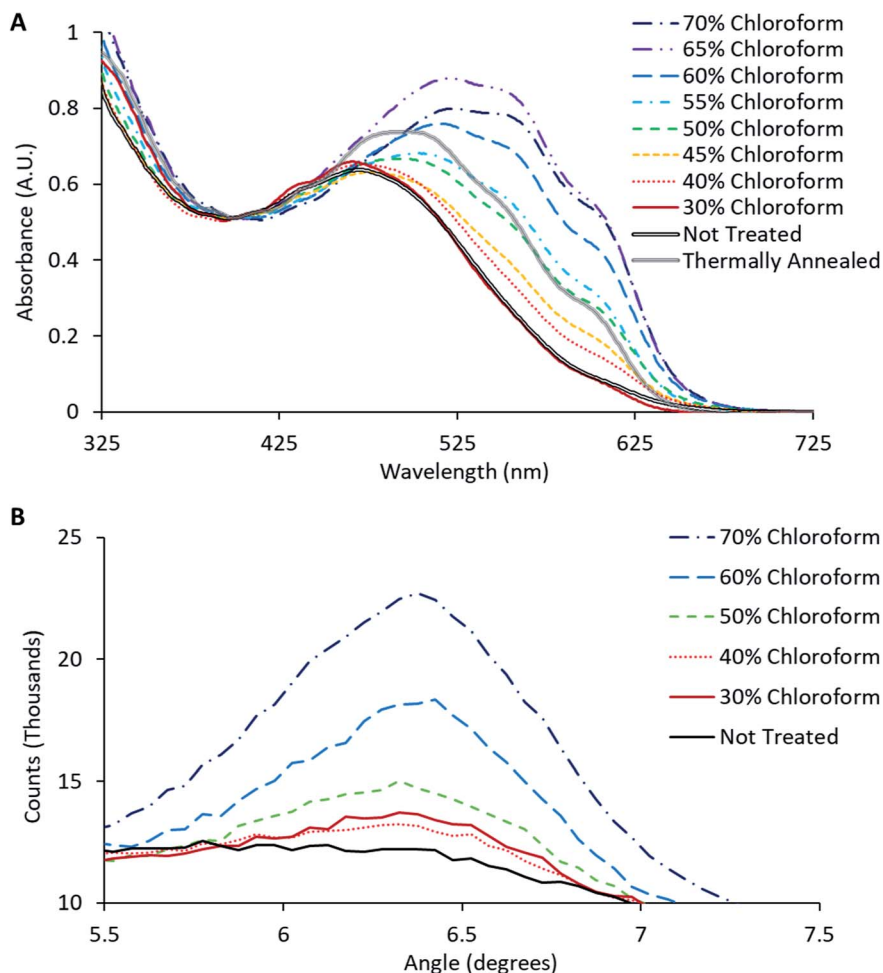 A
1
0.8
0.6
0.4
0.2
0
Absorbance (A.U.)
325
425
525
625
725
Wavelength (nm)
70% Chloroform
65% Chloroform
60% Chloroform
55% Chloroform
50% Chloroform
45% Chloroform
40% Chloroform
30% Chloroform
Not Treated
Thermally Annealed
B
25
20
15
10
Counts (Thousands)
5.5
6
6.5
7
7.5
Angle (degrees)
70% Chloroform
60% Chloroform
50% Chloroform
40% Chloroform
30% Chloroform
Not Treated